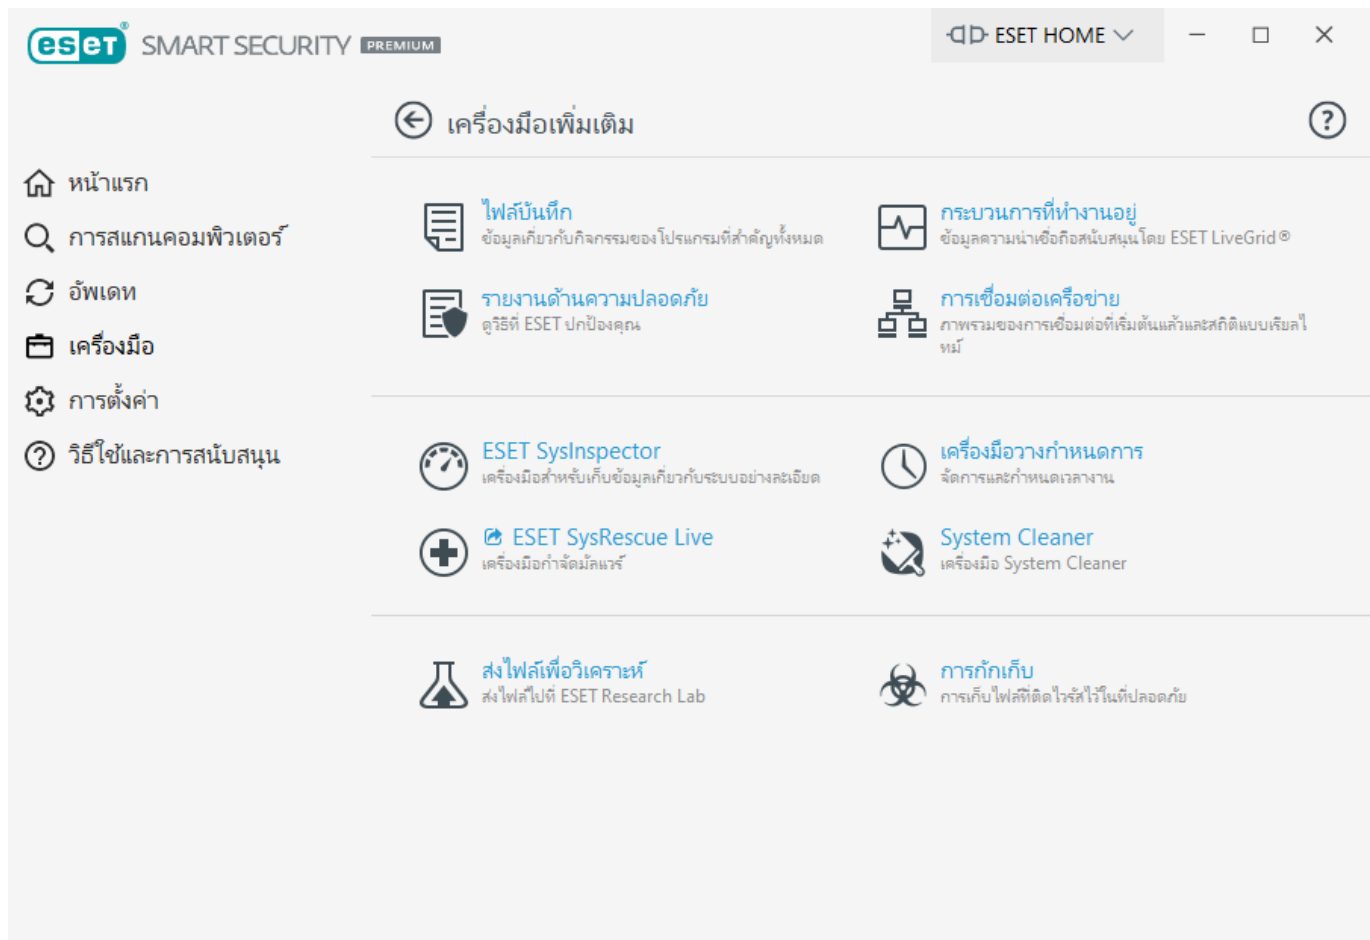 eset® SMART SECURITY PREMIUM
ESET HOME
เครื่องมือเพิ่มเติม
หน้าแรก
การสแกนคอมพิวเตอร์
อัพเดท
เครื่องมือ
การตั้งค่า
วิธีใช้และการสนับสนุน
ไฟล์บันทึก
ข้อมูลเกี่ยวกับกิจกรรมของโปรแกรมที่สำคัญทั้งหมด
กระบวนการที่ทำงานอยู่
ข้อมูลความน่าเชื่อถือสนับสนุนโดย ESET LiveGrid®
รายงานด้านความปลอดภัย
ดูวิธีที่ ESET ปกป้องคุณ
การเชื่อมต่อเครือข่าย
ภาพรวมของการเชื่อมต่อที่เริ่มต้นแล้วและสถิติแบบเรียลไ
ทม์
ESET SysInspector
เครื่องมือสำหรับเก็บข้อมูลเกี่ยวกับระบบอย่างละเอียด
เครื่องมือวางกำหนดการ
จัดการและกำหนดเวลางาน
ESET SysRescue Live
เครื่องมือกำจัดมัลแวร์
System Cleaner
เครื่องมือ System Cleaner
ส่งไฟล์เพื่อวิเคราะห์
ส่งไฟล์ไปที่ ESET Research Lab
การกักเก็บ
การเก็บไฟล์ที่ติดไวรัสไว้ในที่ปลอดภัย